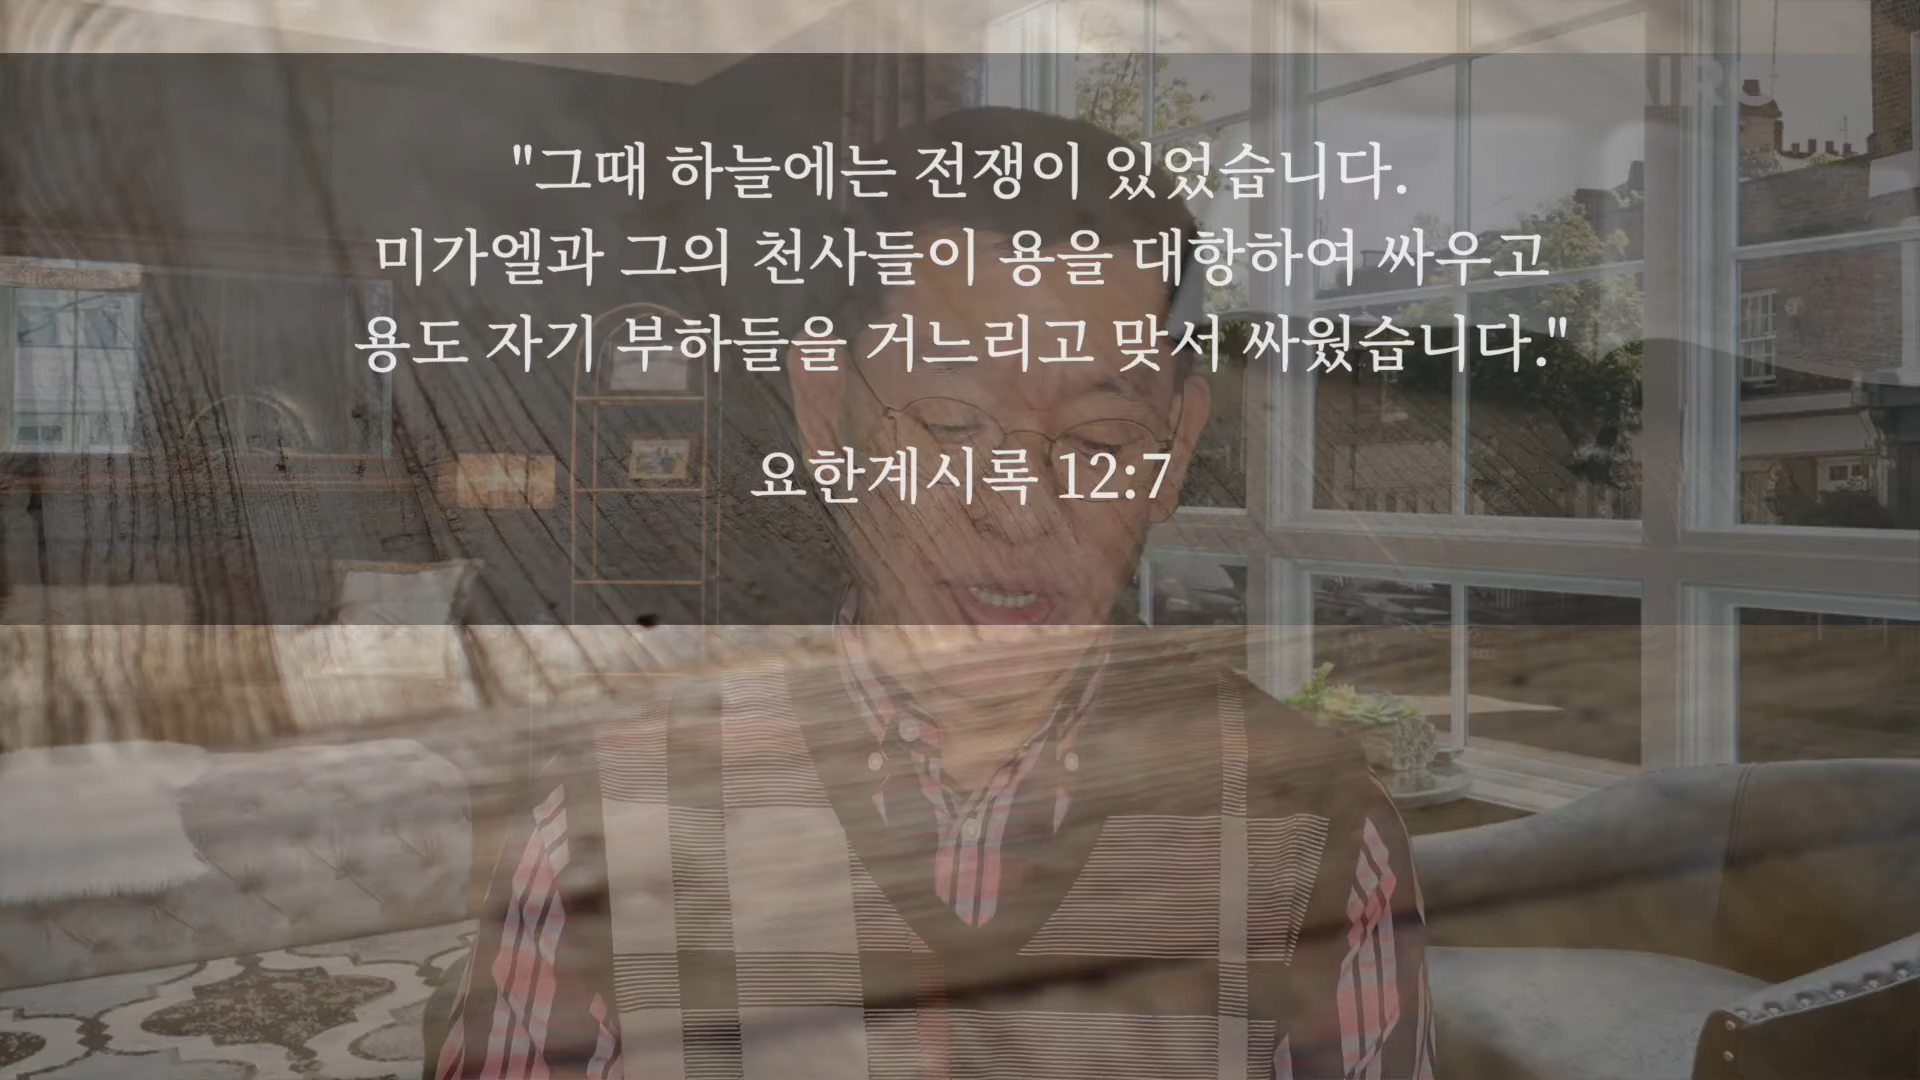 "그때 하늘에는 전쟁이 있었습니다.
미가엘과 그의 천사들이 용을 대항하여 싸우고
용도 자기 부하들을 거느리고 맞서 싸웠습니다."
요한계시록 12:7